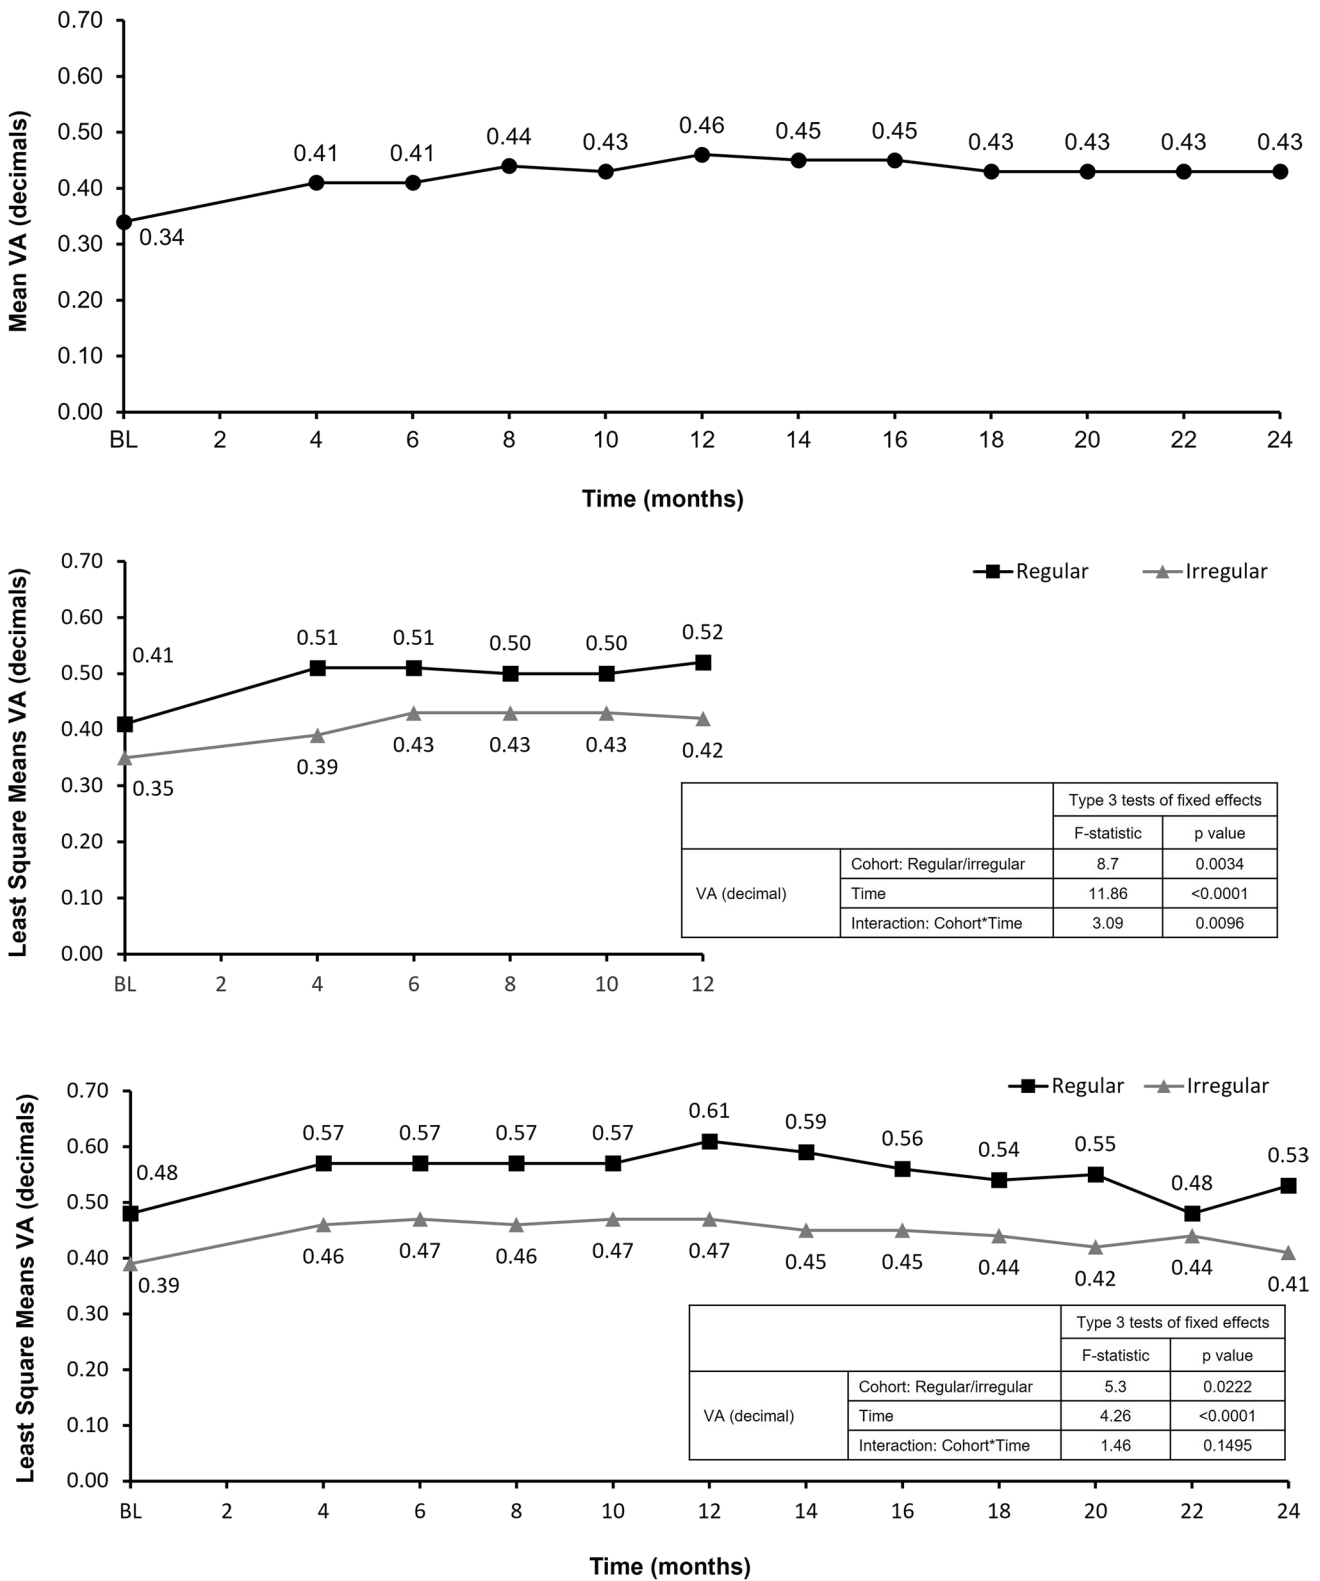 Mean VA (decimals)
0.70
0.60
0.50
0.40
0.30
0.20
0.10
0.00
0.34
0.41
0.41
0.44
0.43
0.46
0.45
0.45
0.43
0.43
0.43
0.43
BL 2 4 6 8 10 12 14 16 18 20 22 24
Time (months)
Least Square Means VA (decimals)
0.70
0.60
0.50
0.40
0.30
0.20
0.10
0.00
Regular Irregular
0.41 0.51 0.51 0.50 0.50 0.52
0.35 0.39 0.43 0.43 0.43 0.42
Type 3 tests of fixed effects
F-statistic p value
VA (decimal)
Cohort: Regular/irregular 8.7 0.0034
Time 11.86 <0.0001
Interaction: Cohort*Time 3.09 0.0096
BL 2 4 6 8 10 12
Least Square Means VA (decimals)
0.70
0.60
0.50
0.40
0.30
0.20
0.10
0.00
Regular Irregular
0.48 0.57 0.57 0.57 0.57 0.61 0.59 0.56 0.54 0.55 0.48 0.53
0.39 0.46 0.47 0.46 0.47 0.47 0.45 0.45 0.44 0.42 0.44 0.41
Type 3 tests of fixed effects
F-statistic p value
VA (decimal)
Cohort: Regular/irregular 5.3 0.0222
Time 4.26 <0.0001
Interaction: Cohort*Time 1.46 0.1495
BL 2 4 6 8 10 12 14 16 18 20 22 24
Time (months)